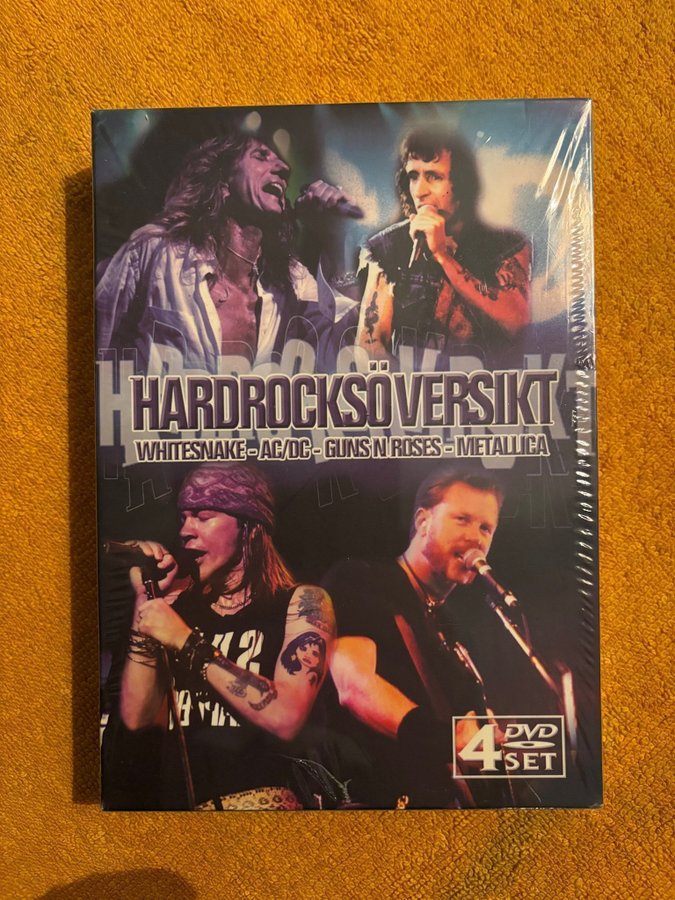 HARDROCKSÖVERSIKT
WHITESNAKE - AC/DC - GUNS N ROSES - METALLICA
4 DVD
SET